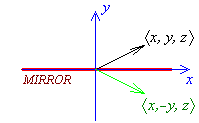 y
⟨x, y, z⟩
MIRROR
x
⟨x,-y, z⟩